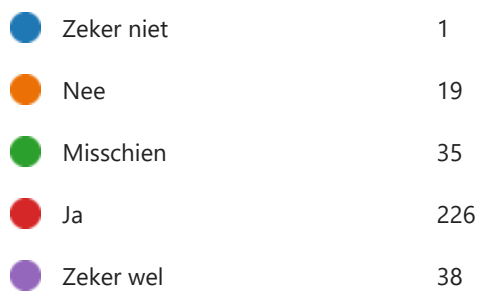 Zeker niet 1
Nee 19
Misschien 35
Ja 226
Zeker wel 38